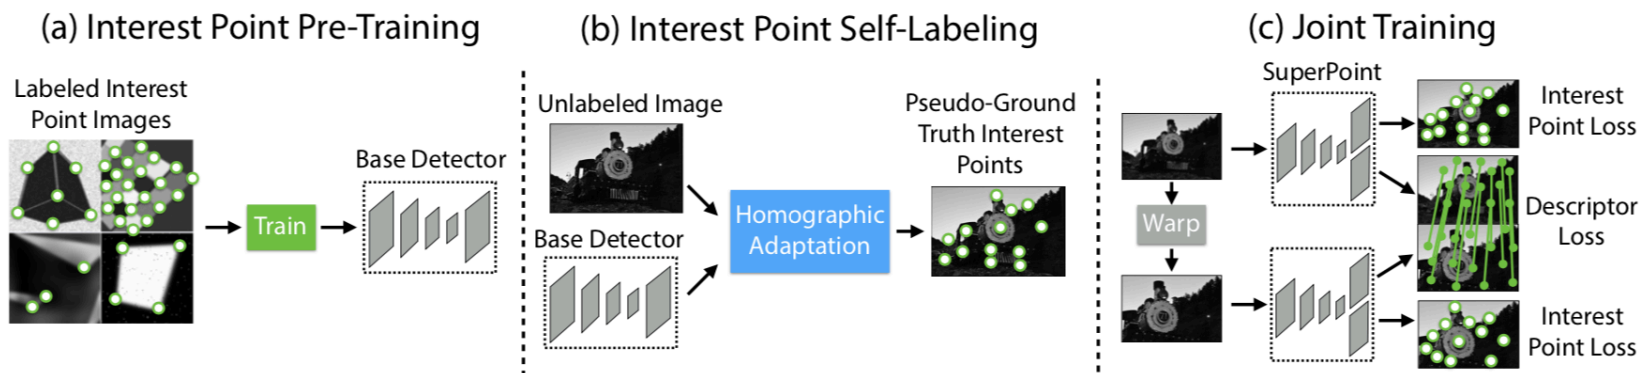 (a) Interest Point Pre-Training
Labeled Interest
Point Images
Train
Base Detector
(b) Interest Point Self-Labeling
Unlabeled Image
Base Detector
Homographic
Adaptation
Pseudo-Ground
Truth Interest
Points
(c) Joint Training
SuperPoint
Warp
Interest
Point Loss
Descriptor
Loss
Interest
Point Loss